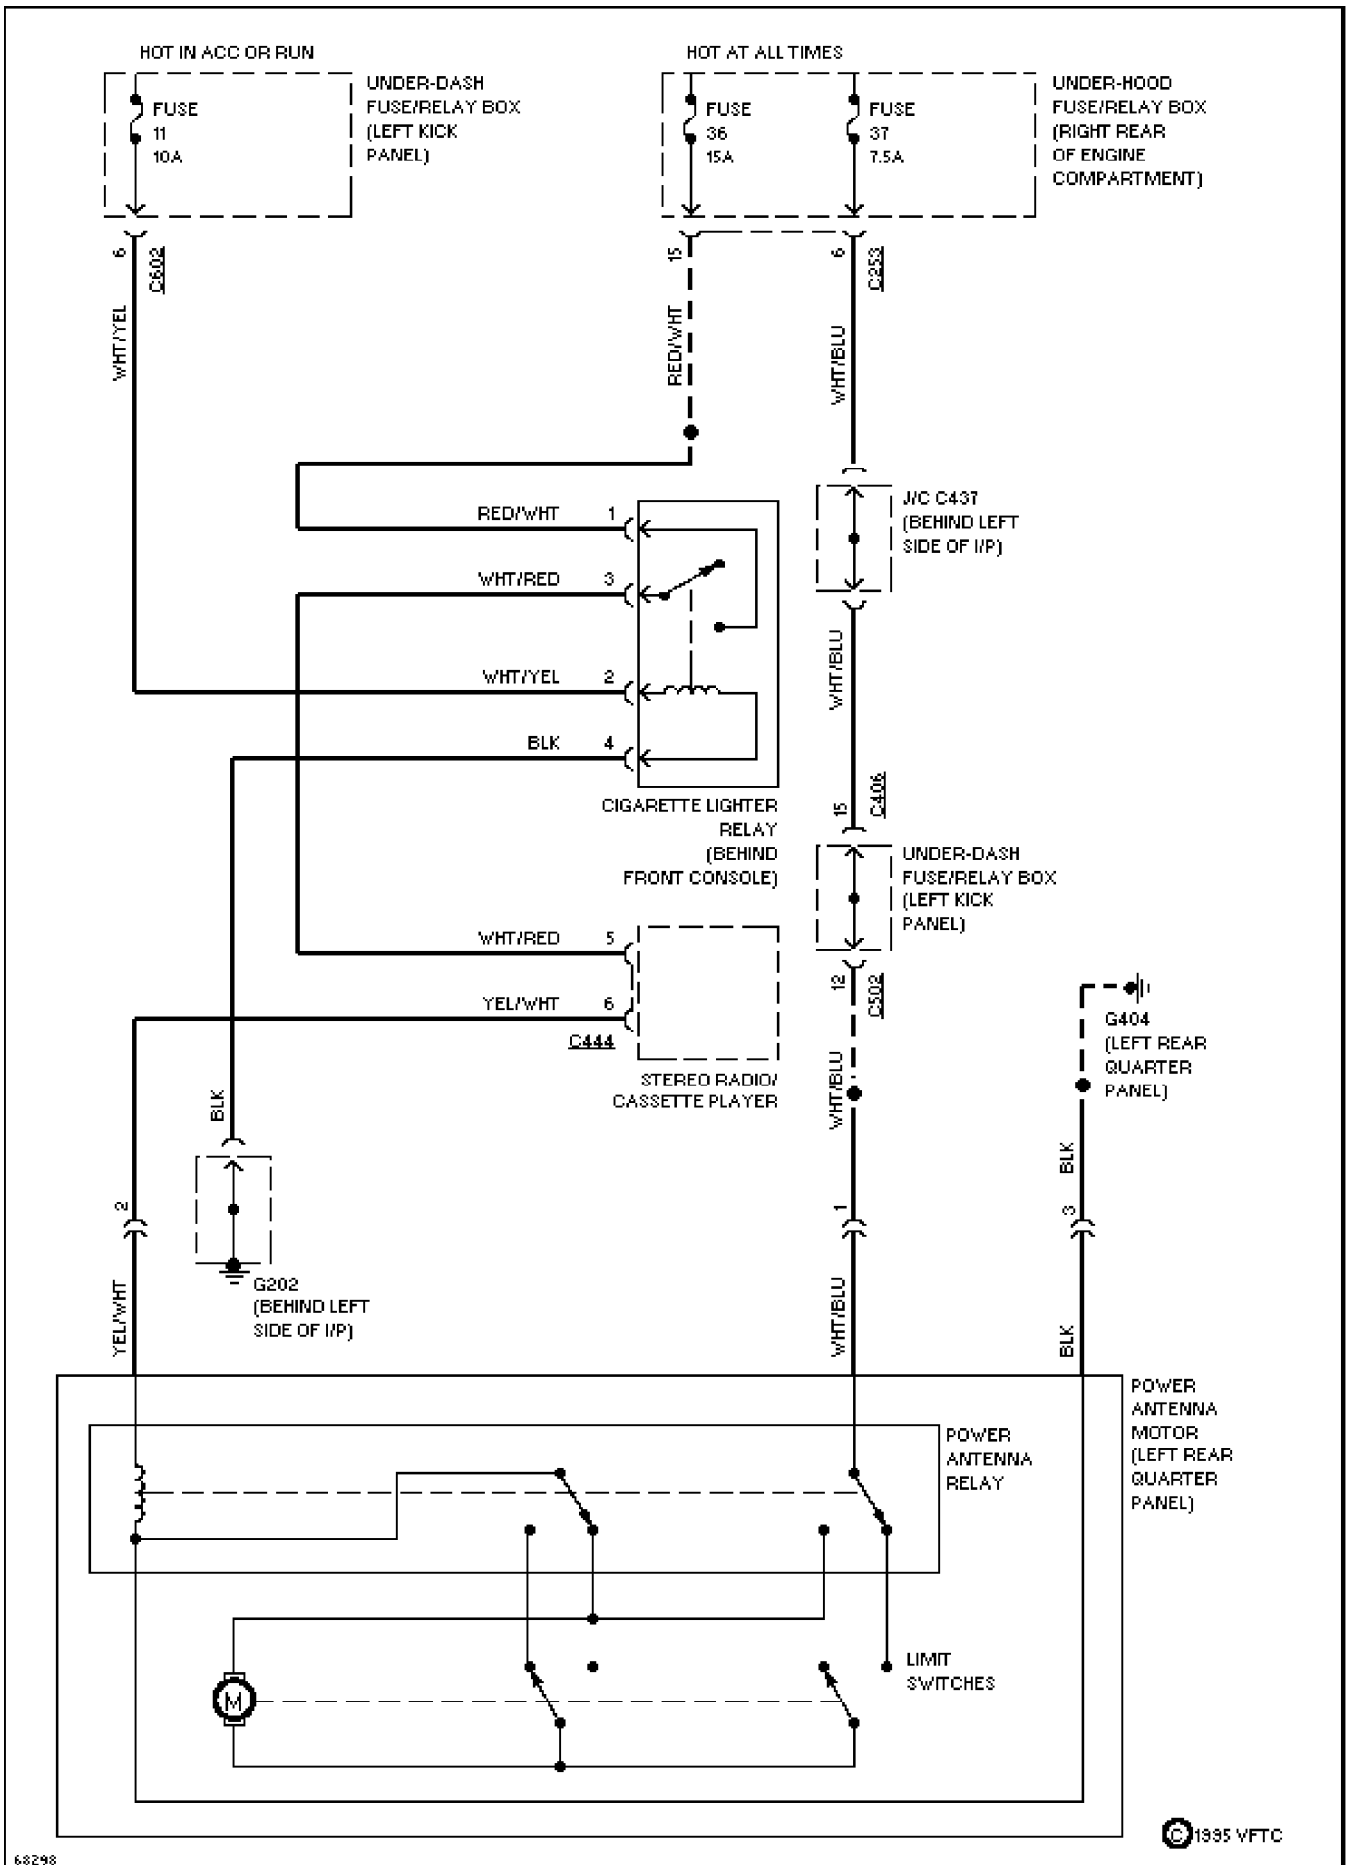 HOT IN ACC OR RUN
HOT AT ALL TIMES
FUSE
11
10A
UNDER-DASH
FUSE/RELAY BOX
(LEFT KICK
PANEL)
FUSE
36
15A
FUSE
37
7.5A
UNDER-HOOD
FUSE/RELAY BOX
(RIGHT REAR
OF ENGINE
COMPARTMENT)
6
C602
15
6
C253
WHT/YEL
RED/WHT
WHT/BLU
RED/WHT 1
WHT/RED 3
WHT/YEL 2
BLK 4
J/C C437
(BEHIND LEFT
SIDE OF I/P)
WHT/BLU
CIGARETTE LIGHTER
RELAY
(BEHIND
FRONT CONSOLE)
15
C406
UNDER-DASH
FUSE/RELAY BOX
(LEFT KICK
PANEL)
WHT/RED 5
YEL/WHT 6
C444
STEREO RADIO/
CASSETTE PLAYER
12
C502
WHT/BLU
G404
(LEFT REAR
QUARTER
PANEL)
BLK
BLK
2
1
3
G202
(BEHIND LEFT
SIDE OF I/P)
YEL/WHT
WHT/BLU
BLK
POWER
ANTENNA
MOTOR
(LEFT REAR
QUARTER
PANEL)
POWER
ANTENNA
RELAY
LIMIT
SWITCHES
M
© 1995 VFTC
68298